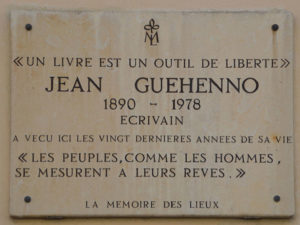 « UN LIVRE EST UN OUTIL DE LIBERTE »
JEAN GUEHENNO
1890 - 1978
ECRIVAIN
A VECU ICI LES VINGT DERNIERES ANNEES DE SA VIE
« LES PEUPLES, COMME LES HOMMES,
SE MESURENT A LEURS REVES. »
LA MEMOIRE DES LIEUX